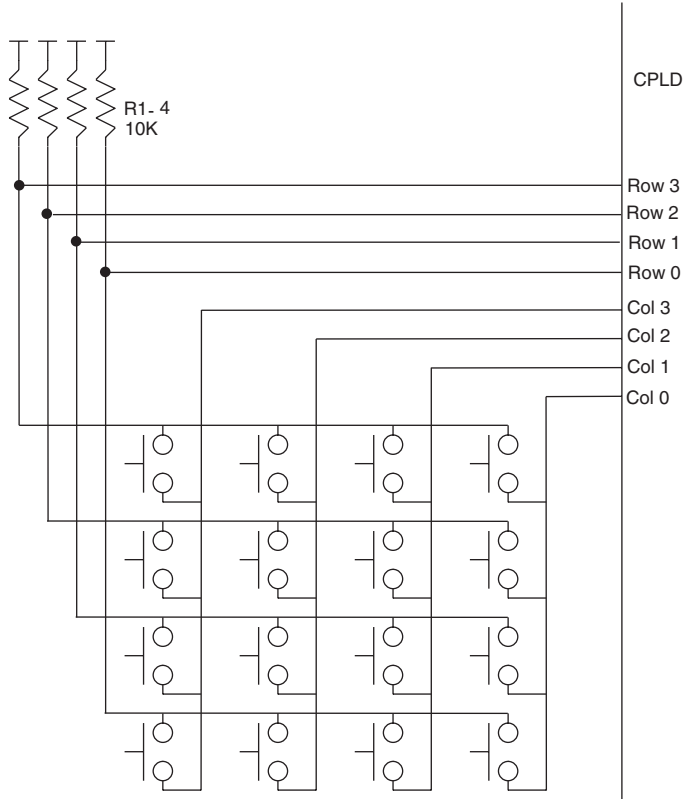 CPLD
R1- 4
10K
Row 3
Row 2
Row 1
Row 0
Col 3
Col 2
Col 1
Col 0